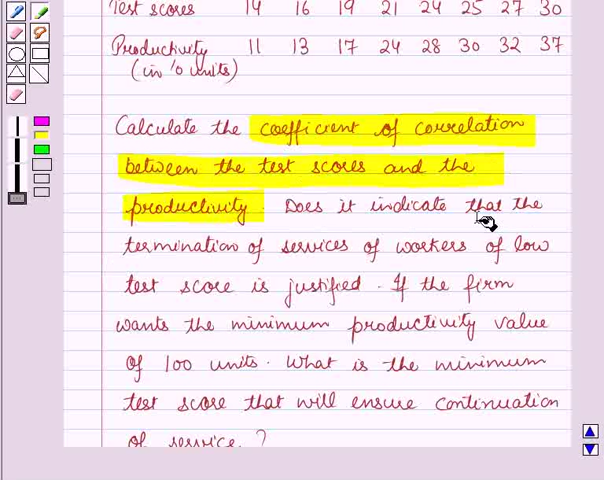 Test scores 14 16 19 21 24 25 27 30
Productivity 11 13 17 24 28 30 32 37
(in '0 units)
Calculate the coefficient of correlation
between the test scores and the
productivity. Does it indicate that the
termination of services of workers of low
test score is justified. If the firm
wants the minimum productivity value
of 100 units. What is the minimum
test score that will ensure continuation
of service?